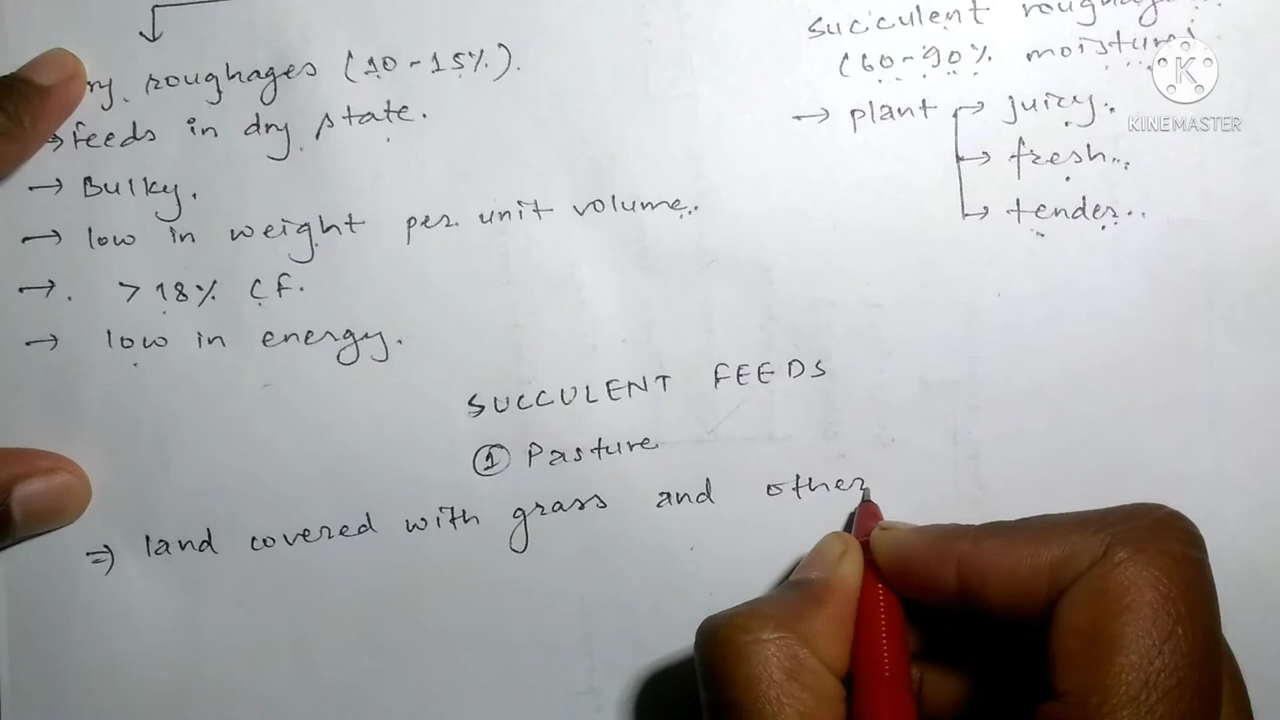 roughages (10-15%).
→ feeds in dry state.
→ Bulky.
→ low in weight per unit volume..
→. > 18% CF.
→ low in energy.
succulent
(60-90% moisture)
→ plant → juicy.
→ fresh...
→ tender..
KINEMASTER
SUCCULENT FEEDS
① Pasture
⇒ land covered with grass and other